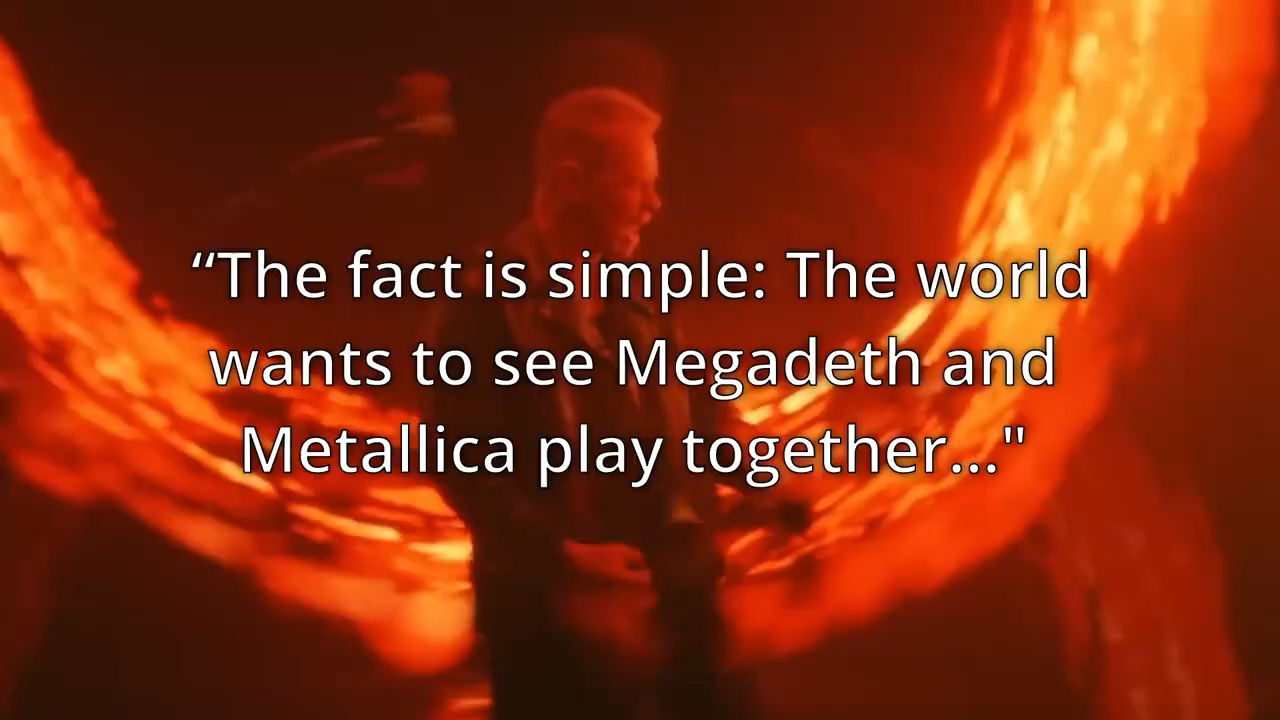 “The fact is simple: The world
wants to see Megadeth and
Metallica play together..."